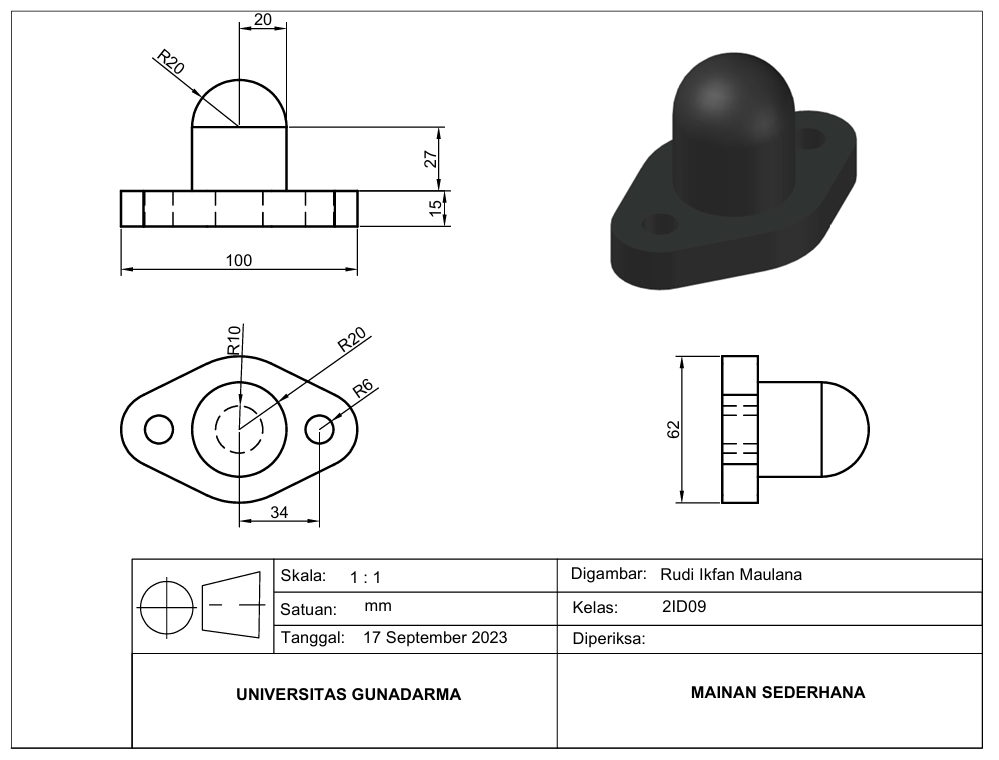 20
R20
27
15
100
R10
R20
R6
34
62
Skala: 1 : 1
Digambar: Rudi Ikfan Maulana
Satuan: mm
Kelas: 2ID09
Tanggal: 17 September 2023
Diperiksa:
UNIVERSITAS GUNADARMA
MAINAN SEDERHANA